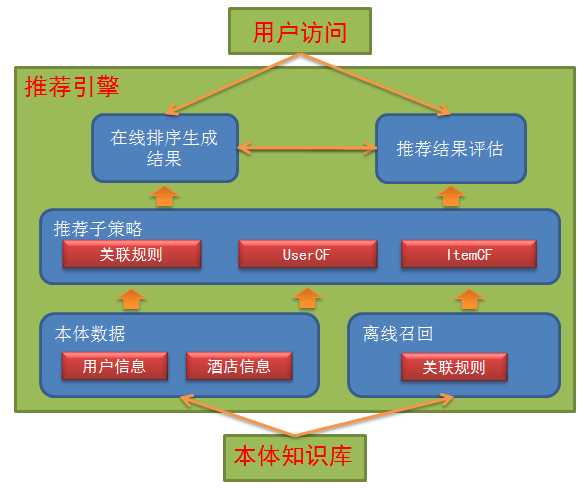 用户访问
推荐引擎
在线排序生成
结果
推荐结果评估
推荐子策略
关联规则
UserCF
ItemCF
本体数据
用户信息
酒店信息
离线召回
关联规则
本体知识库